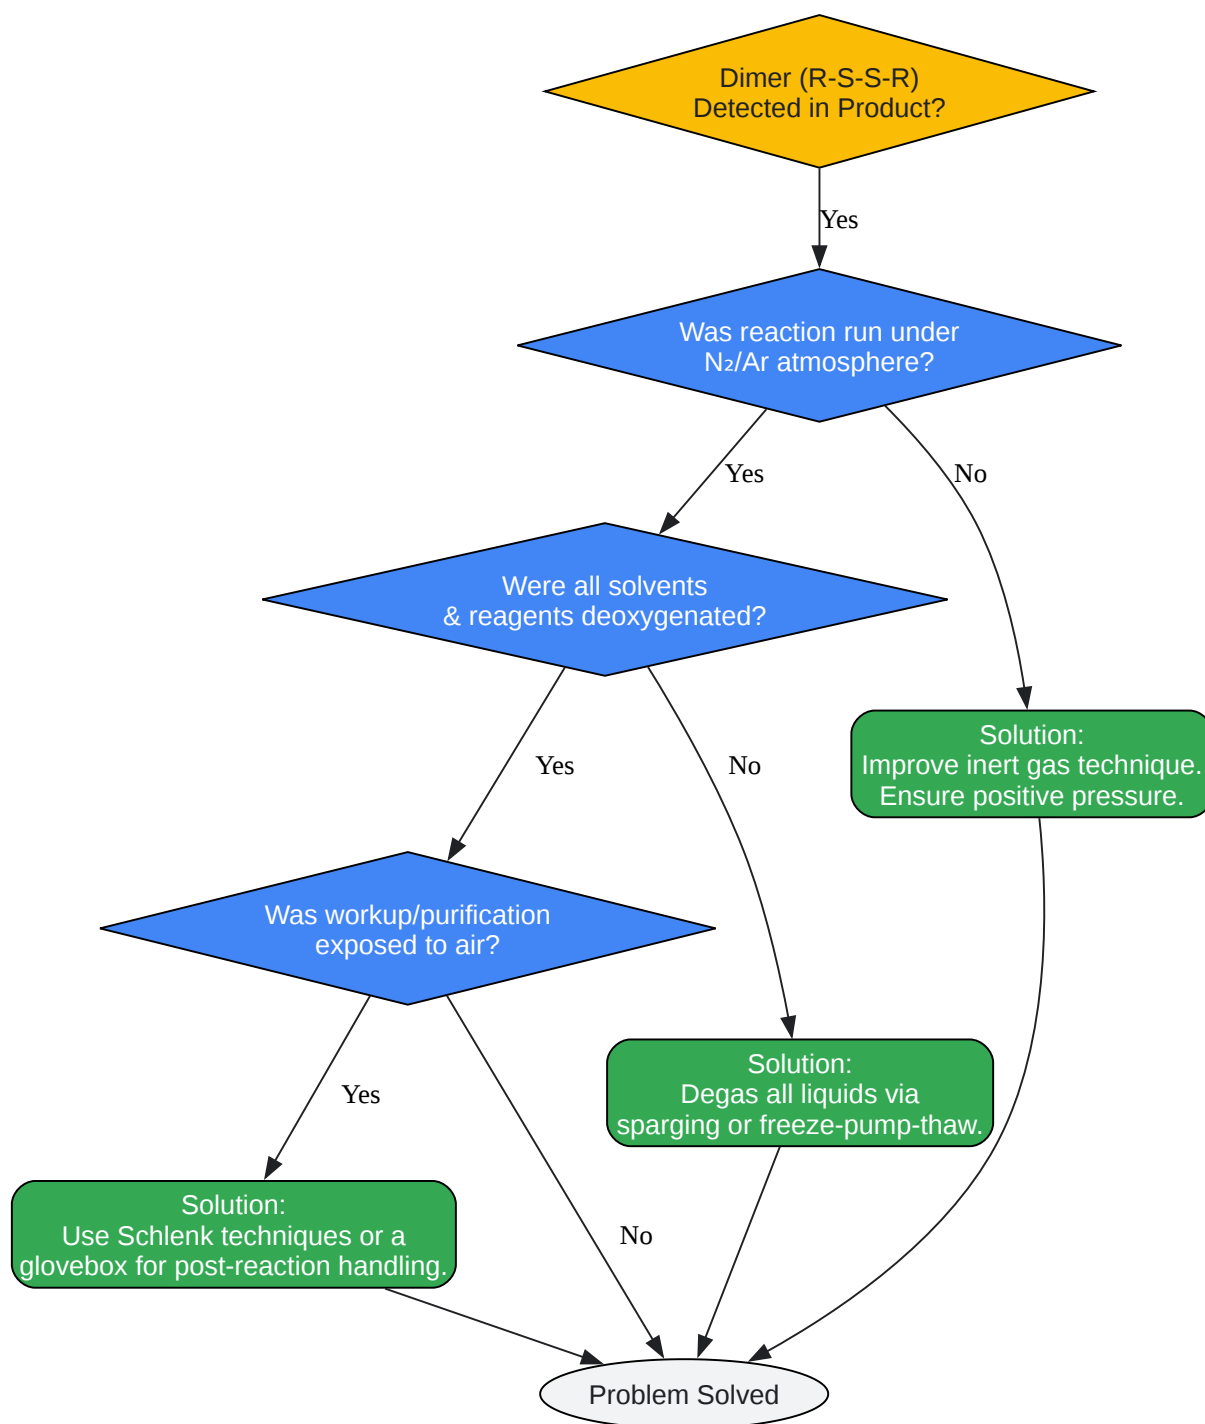 Dimer (R-S-S-R)
Detected in Product?
Yes
Was reaction run under
N₂/Ar atmosphere?
Yes
No
Were all solvents
& reagents deoxygenated?
Solution:
Improve inert gas technique.
Ensure positive pressure.
Yes
No
Was workup/purification
exposed to air?
Solution:
Degas all liquids via
sparging or freeze-pump-thaw.
Yes
No
Solution:
Use Schlenk techniques or a
glovebox for post-reaction handling.
Problem Solved